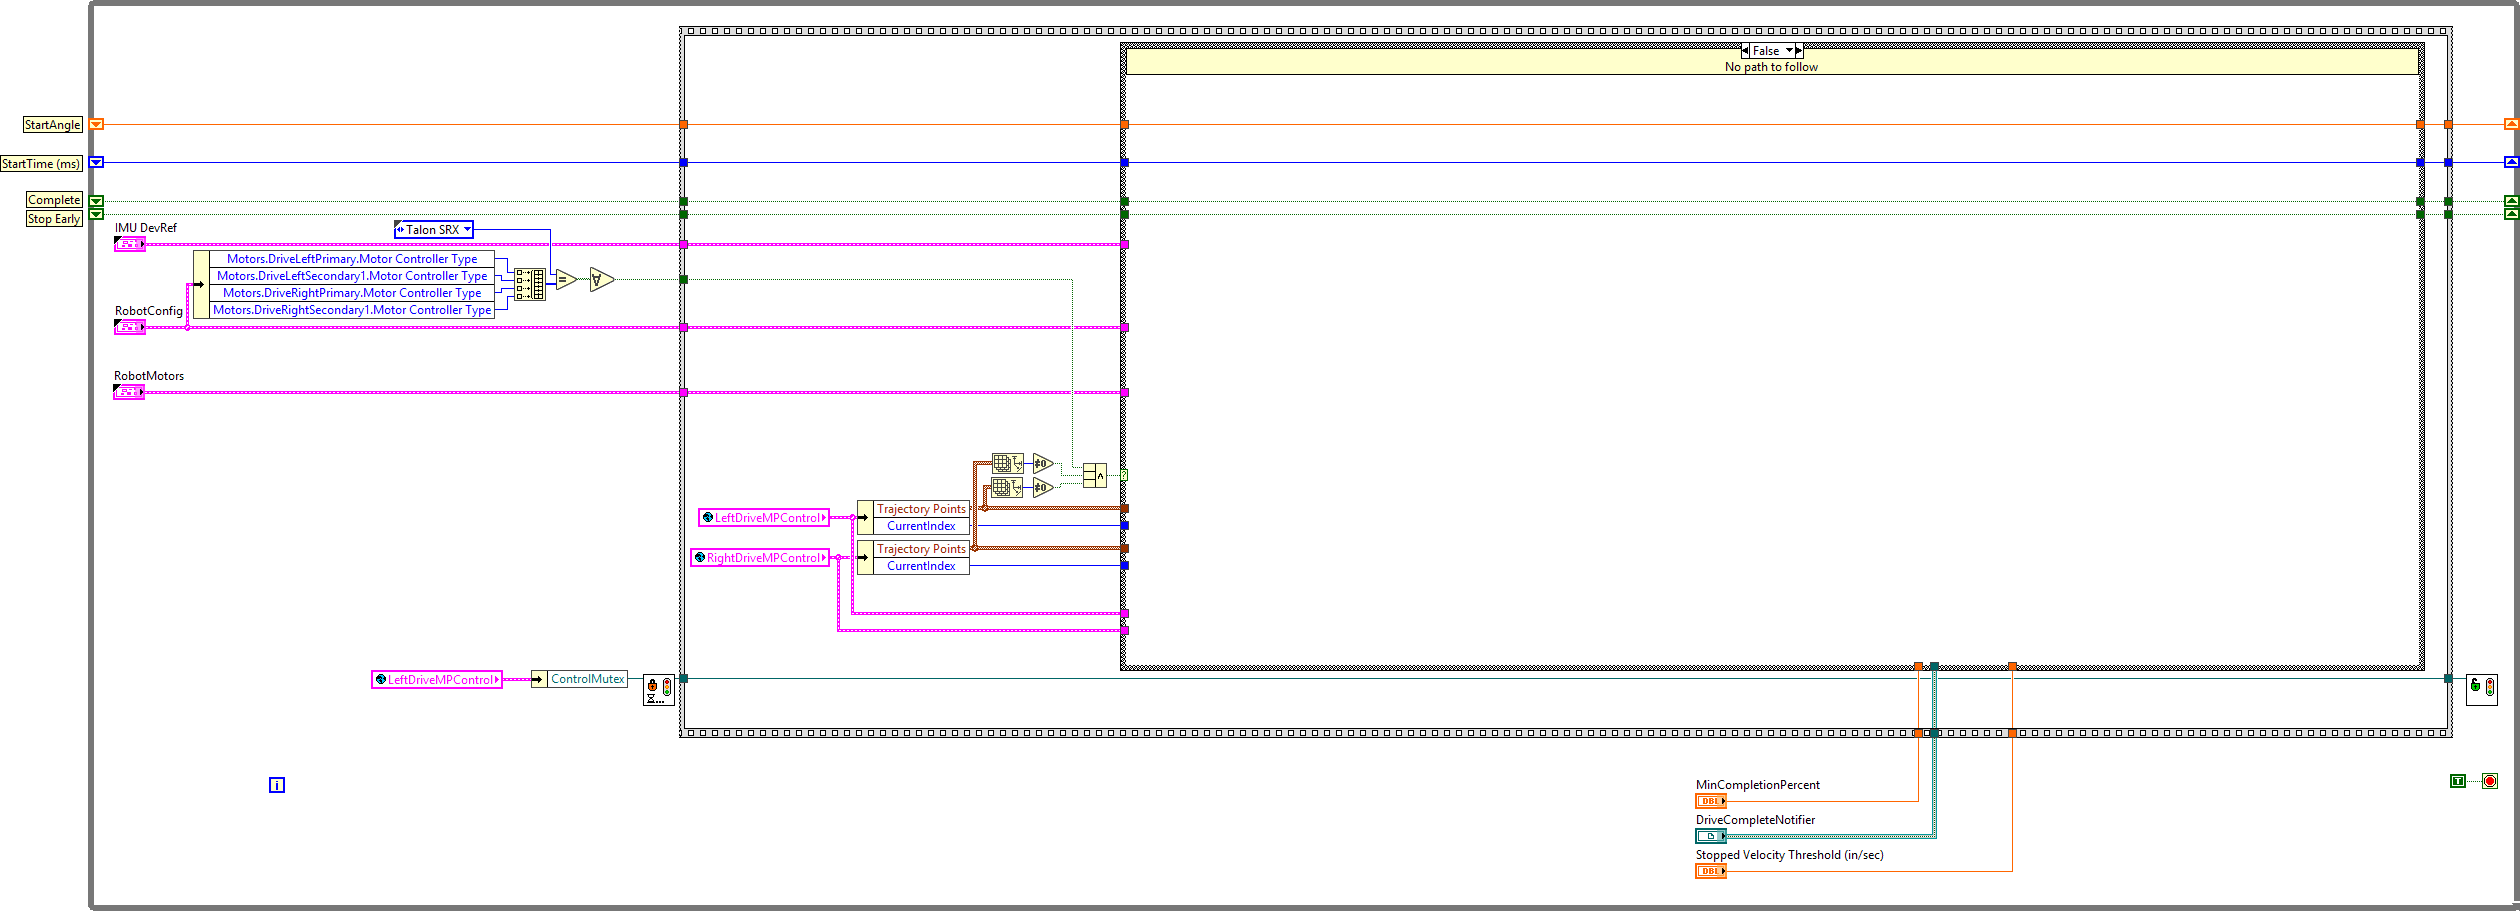 False
No path to follow
StartAngle
StartTime (ms)
Complete
Stop Early
IMU DevRef
Talon SRX
Motors.DriveLeftPrimary.Motor Controller Type
Motors.DriveLeftSecondary1.Motor Controller Type
Motors.DriveRightPrimary.Motor Controller Type
Motors.DriveRightSecondary1.Motor Controller Type
=
RobotConfig
RobotMotors
≠0
≠0
?
LeftDriveMPControl
Trajectory Points
CurrentIndex
RightDriveMPControl
Trajectory Points
CurrentIndex
LeftDriveMPControl
ControlMutex
i
T
MinCompletionPercent
DBL
DriveCompleteNotifier
Stopped Velocity Threshold (in/sec)
DBL